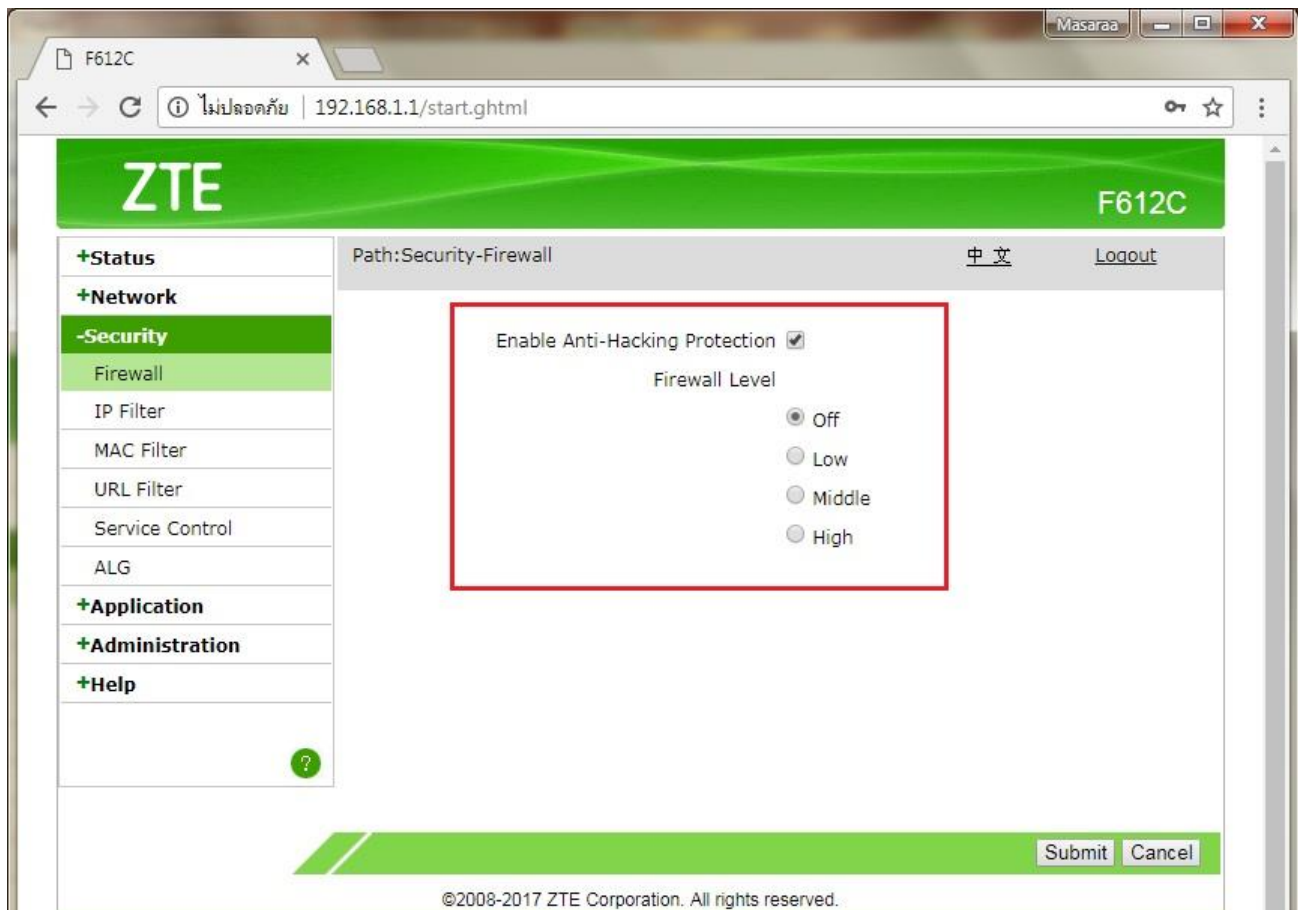 Masaraa
F612C
ไม่ปลอดภัย 192.168.1.1/start.ghtml
ZTE
F612C
+Status
Path:Security-Firewall 中文 Logout
+Network
-Security
Enable Anti-Hacking Protection
Firewall
Firewall Level
IP Filter
Off
MAC Filter
Low
URL Filter
Middle
Service Control
High
ALG
+Application
+Administration
+Help
?
Submit Cancel
©2008-2017 ZTE Corporation. All rights reserved.